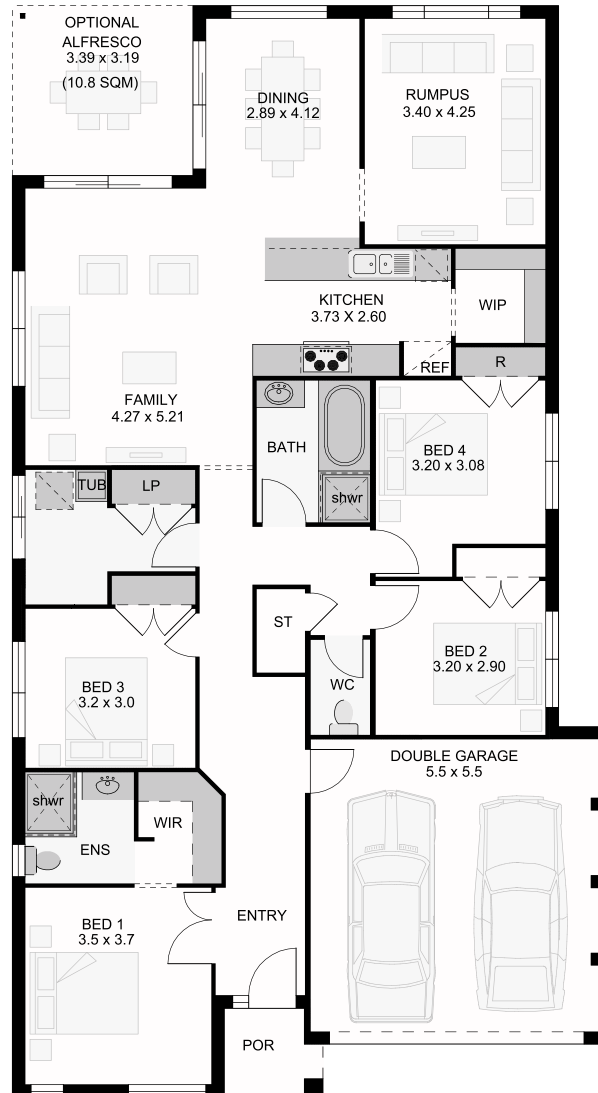 OPTIONAL
ALFRESCO
3.39 x 3.19
(10.8 SQM)
DINING
2.89 x 4.12
RUMPUS
3.40 x 4.25
KITCHEN
3.73 X 2.60
WIP
REF
R
FAMILY
4.27 x 5.21
BATH
shwr
BED 4
3.20 x 3.08
TUB
LP
ST
BED 2
3.20 x 2.90
WC
BED 3
3.2 x 3.0
DOUBLE GARAGE
5.5 x 5.5
shwr
WIR
ENS
ENTRY
BED 1
3.5 x 3.7
POR